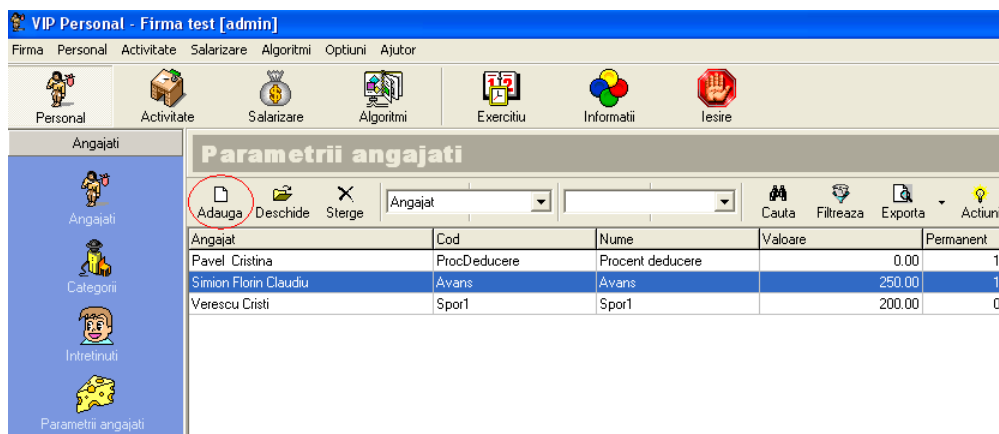 VIP Personal - Firma test [admin]
Firma Personal Activitate Salarizare Algoritmi Optiuni Ajutor
Personal Activitate Salarizare Algoritmi Exercitiu Informatii Iesire
Angajati
Parametrii angajati
Adauga Deschide Sterge Angajat Cauta Filtreaza Exporta Actiuni
Angajat Cod Nume Valoare Permanent
Pavel Cristina ProcDeducere Procent deducere 0.00 1
Simion Florin Claudiu Avans Avans 250.00 1
Verescu Cristi Spor1 Spor1 200.00 0
Angajati
Categorii
Intretinuti
Parametrii angajati